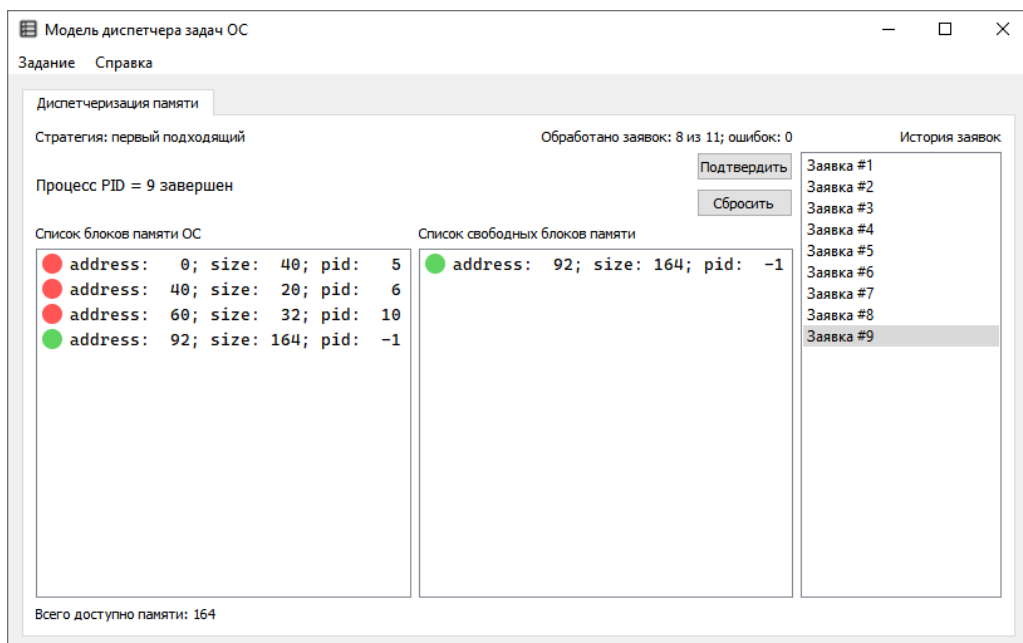 Модель диспетчера задач ОС
Задание Справка
Диспетчеризация памяти
Стратегия: первый подходящий
Обработано заявок: 8 из 11; ошибок: 0
История заявок
Процесс PID = 9 завершен
Подтвердить
Сбросить
Список блоков памяти ОС
address: 0; size: 40; pid: 5
address: 40; size: 20; pid: 6
address: 60; size: 32; pid: 10
address: 92; size: 164; pid: -1
Список свободных блоков памяти
address: 92; size: 164; pid: -1
Заявка #1
Заявка #2
Заявка #3
Заявка #4
Заявка #5
Заявка #6
Заявка #7
Заявка #8
Заявка #9
Всего доступно памяти: 164